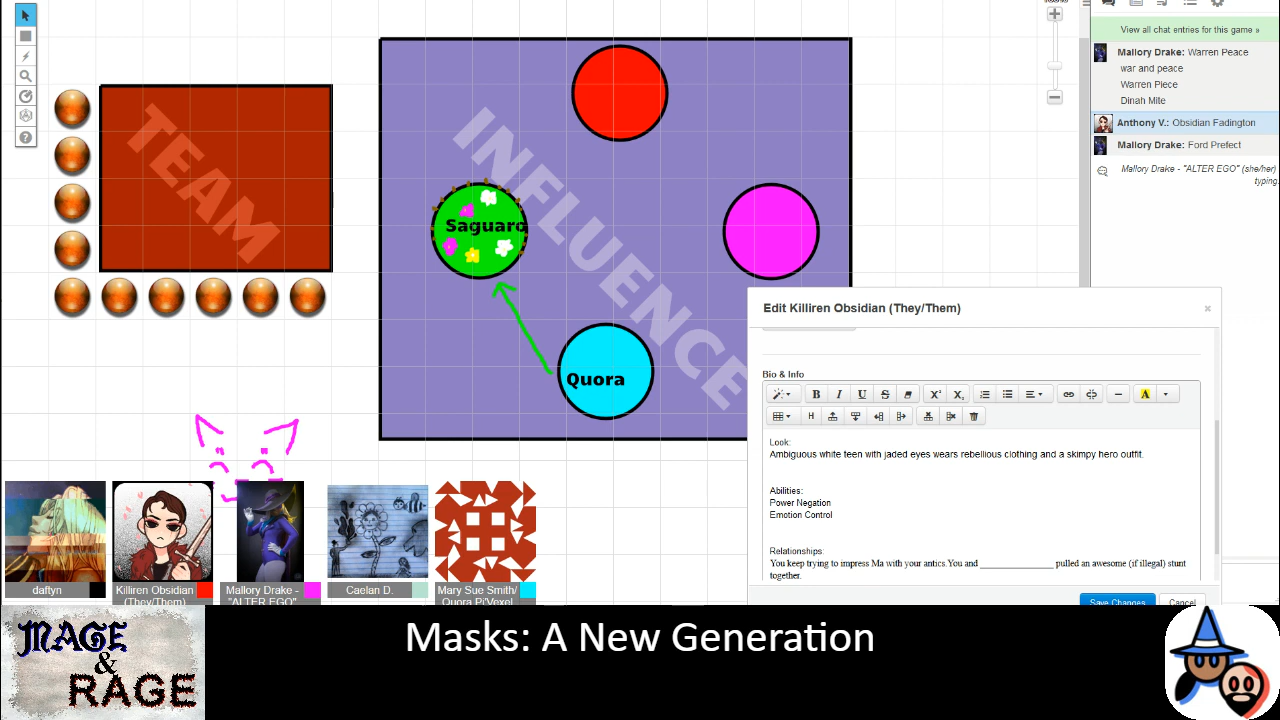 View all chat entries for this game »
Mallory Drake: Warren Peace
war and peace
Warren Piece
Dinah Mite
Anthony V.: Obsidian Fadington
Mallory Drake: Ford Prefect
Mallory Drake - "ALTER EGO" (she/her)
typing
TEAM
INFLUENCE
Saguaro
Quora
Edit Killiren Obsidian (They/Them)
×
Bio & Info
B I U S X² X₂ A
H
Look:
Ambiguous white teen with jaded eyes wears rebellious clothing and a skimpy hero outfit.
Abilities:
Power Negation
Emotion Control
Relationships:
You keep trying to impress Ma with your antics.You and _______________ pulled an awesome (if illegal) stunt
together.
Save Changes Cancel
daftyn
Killiren Obsidian
(They/Them)
Mallory Drake -
"ALTER EGO"
Caelan D.
Mary Sue Smith/
Quora Pi/Vexel
MAGE
&
RAGE
Masks: A New Generation